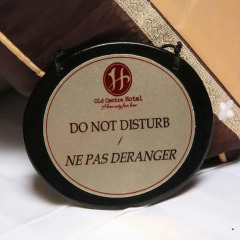 H
Old Centre Hotel
DO NOT DISTURB
/
NE PAS DERANGER